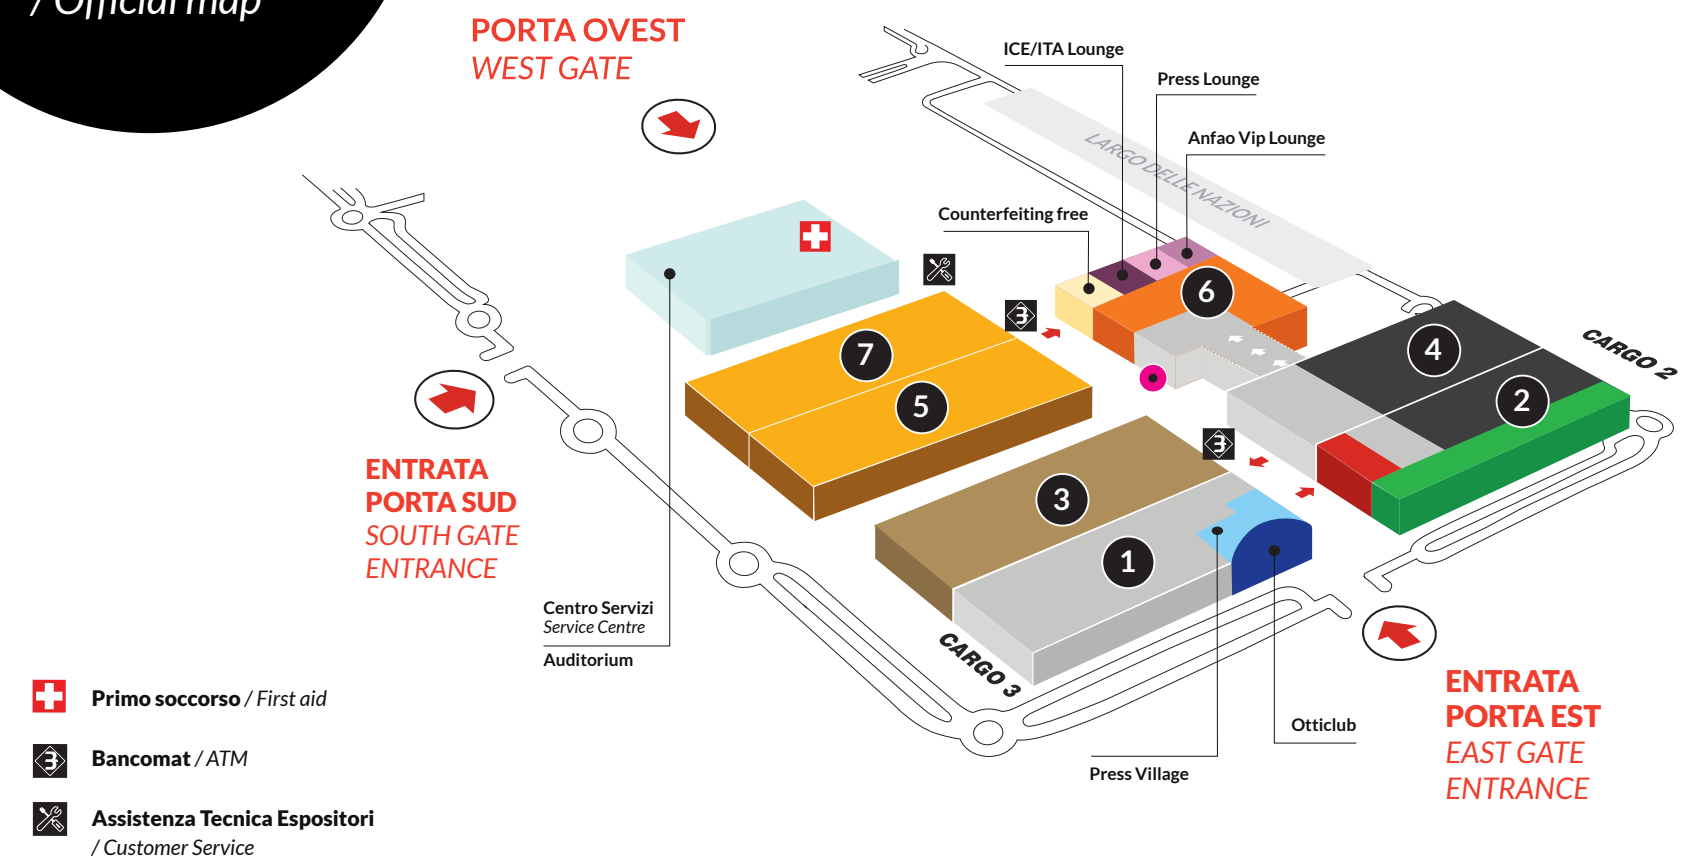 / Official map
PORTA OVEST
WEST GATE
ICE/ITA Lounge
Press Lounge
Anfao Vip Lounge
LARGO DELLE NAZIONI
Counterfeiting free
6
4
CARGO 2
7
5
2
3
1
ENTRATA
PORTA SUD
SOUTH GATE
ENTRANCE
Centro Servizi
Service Centre
Auditorium
CARGO 3
ENTRATA
PORTA EST
EAST GATE
ENTRANCE
Otticlub
Press Village
Primo soccorso / First aid
Bancomat / ATM
Assistenza Tecnica Espositori
/ Customer Service